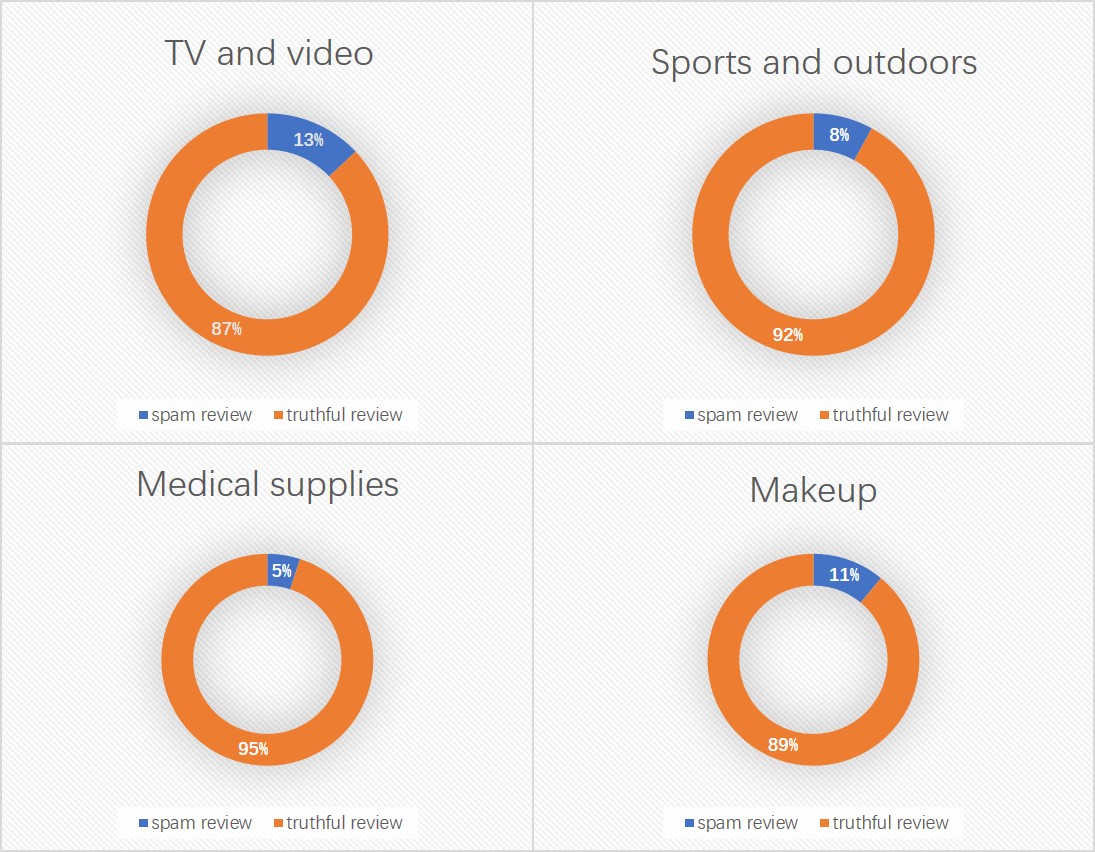 TV and video
13%
87%
spam review truthful review
Sports and outdoors
8%
92%
spam review truthful review
Medical supplies
5%
95%
spam review truthful review
Makeup
11%
89%
spam review truthful review